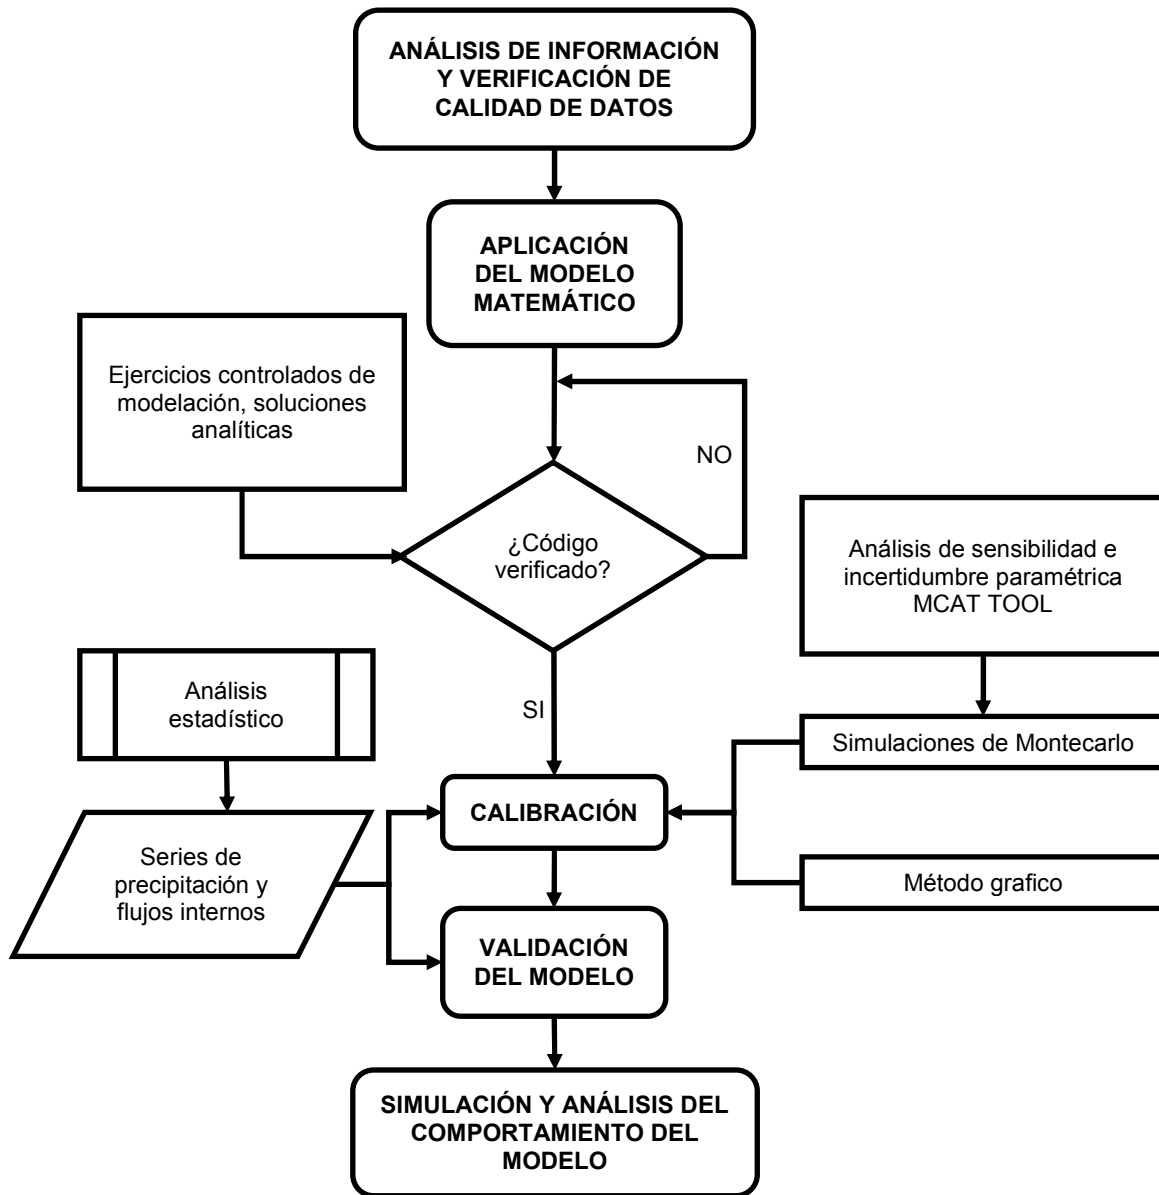 ANÁLISIS DE INFORMACIÓN
Y VERIFICACIÓN DE
CALIDAD DE DATOS
APLICACIÓN
DEL MODELO
MATEMÁTICO
Ejercicios controlados de
modelación, soluciones
analíticas
NO
¿Código
verificado?
Análisis de sensibilidad e
incertidumbre paramétrica
MCAT TOOL
Análisis
estadístico
SI
Simulaciones de Montecarlo
CALIBRACIÓN
Series de
precipitación y
flujos internos
Método grafico
VALIDACIÓN
DEL MODELO
SIMULACIÓN Y ANÁLISIS DEL
COMPORTAMIENTO DEL
MODELO